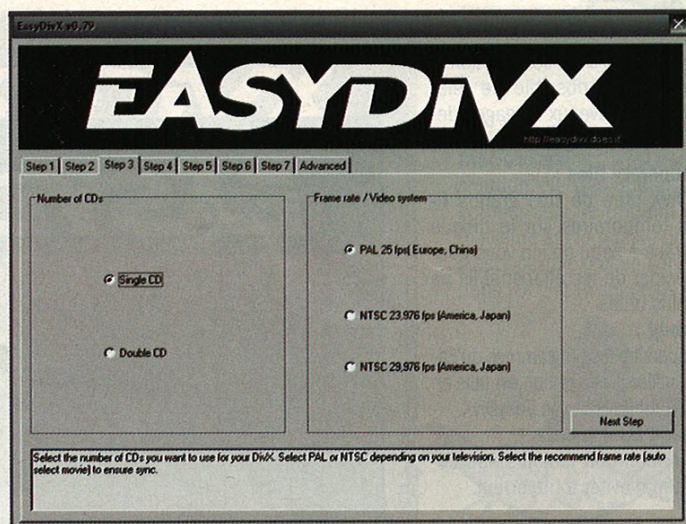 EasyDivX v0,79
EASYDIVX
http://easydivx.does.it
Step 1 Step 2 Step 3 Step 4 Step 5 Step 6 Step 7 Advanced
Number of CDs
Single CD
Double CD
Frame rate / Video system
PAL 25 fps( Europe, China)
NTSC 23,976 fps (America, Japan)
NTSC 29,976 fps (America, Japan)
Next Step
Select the number of CDs you want to use for your DivX. Select PAL or NTSC depending on your television. Select the recommend frame rate (auto
select movie) to ensure sync.